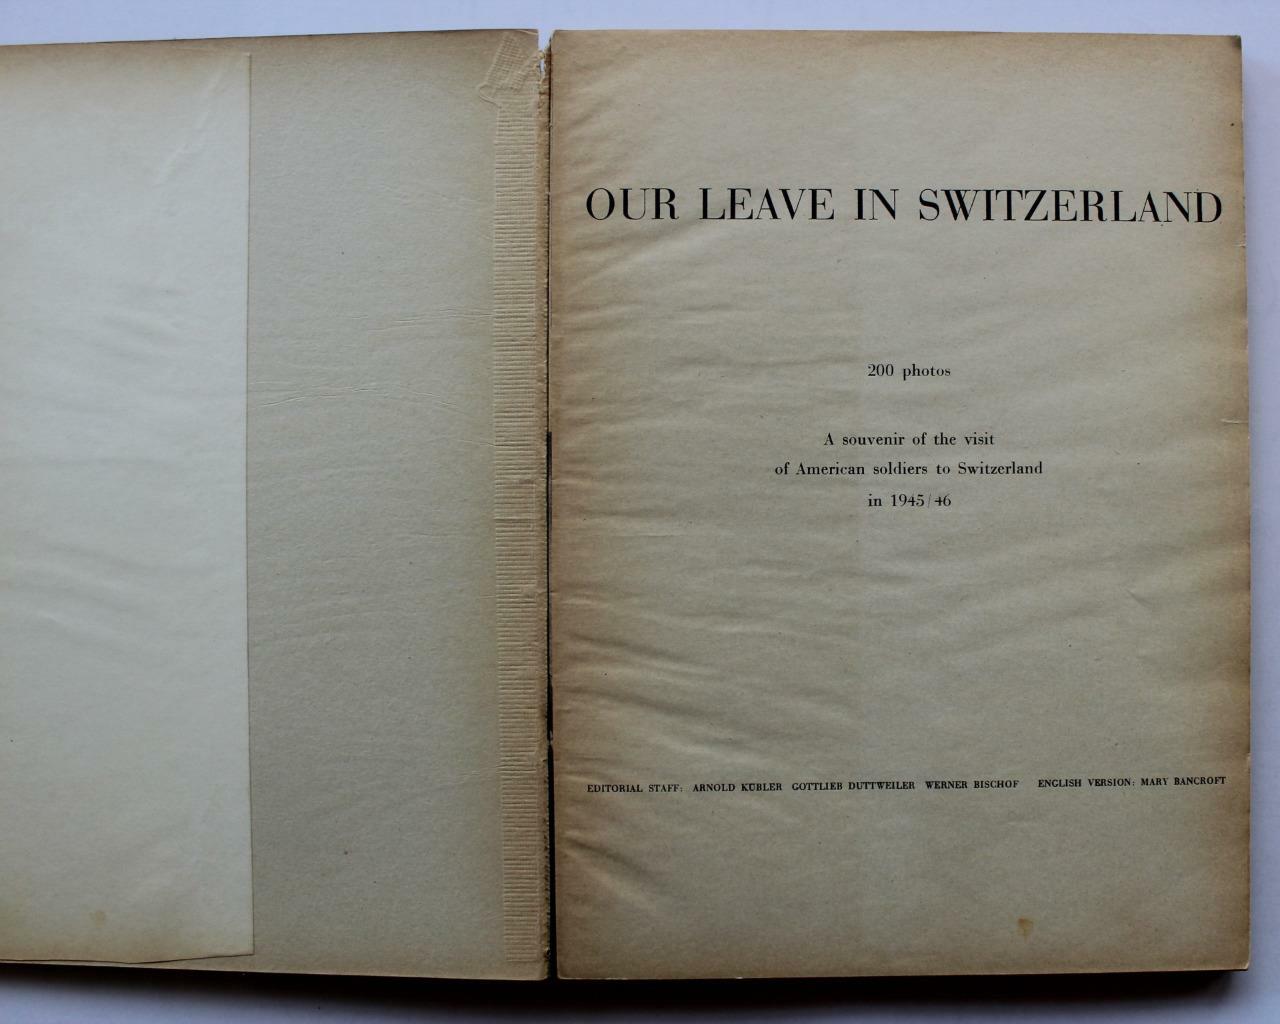 OUR LEAVE IN SWITZERLAND
200 photos
A souvenir of the visit
of American soldiers to Switzerland
in 1945/46
EDITORIAL STAFF: ARNOLD KÜBLER GOTTLIEB DUTTWEILER WERNER BISCHOF ENGLISH VERSION: MARY BANCROFT